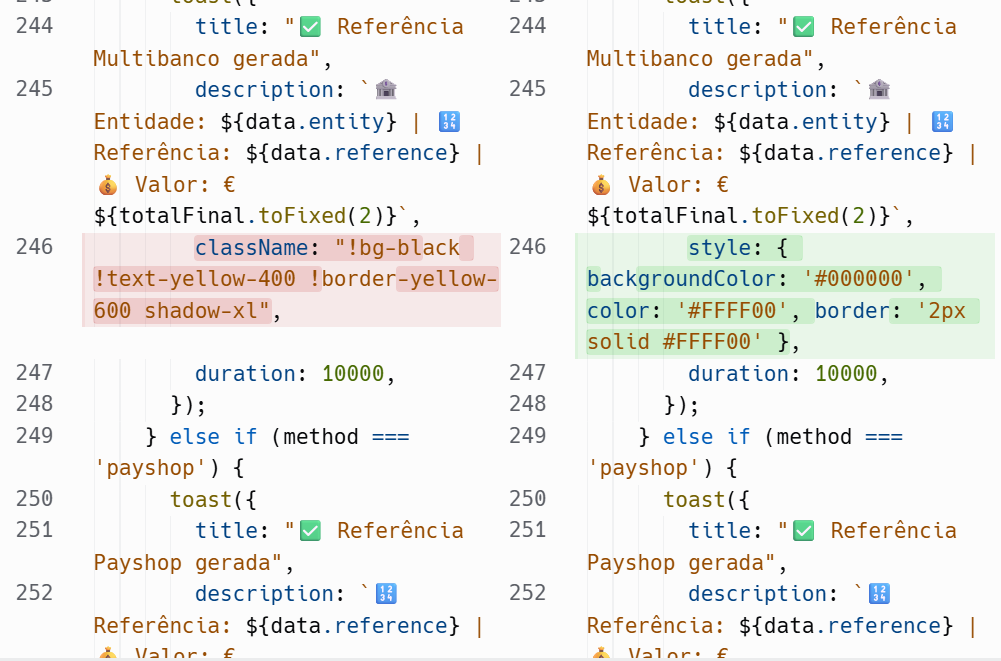 244 title: "✅ Referência
Multibanco gerada",
245 description: `🏦
Entidade: ${data.entity} | 🔢
Referência: ${data.reference} |
💰 Valor: €
${totalFinal.toFixed(2)}`,
246 className: "!bg-black
!text-yellow-400 !border-yellow-
600 shadow-xl",
247 duration: 10000,
248 });
249 } else if (method ===
'payshop') {
250 toast({
251 title: "✅ Referência
Payshop gerada",
252 description: `🔢
Referência: ${data.reference} |
💰 Valor: €
244 title: "✅ Referência
Multibanco gerada",
245 description: `🏦
Entidade: ${data.entity} | 🔢
Referência: ${data.reference} |
💰 Valor: €
${totalFinal.toFixed(2)}`,
246 style: {
backgroundColor: '#000000',
color: '#FFFF00', border: '2px
solid #FFFF00' },
247 duration: 10000,
248 });
249 } else if (method ===
'payshop') {
250 toast({
251 title: "✅ Referência
Payshop gerada",
252 description: `🔢
Referência: ${data.reference} |
💰 Valor: €